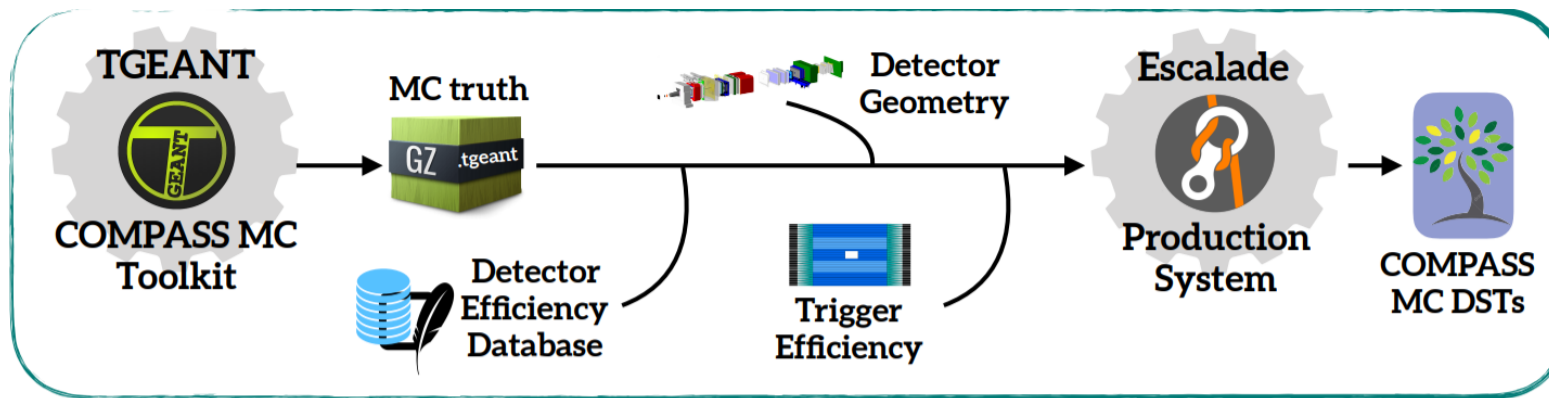 TGEANT
T
GEANT
COMPASS MC
Toolkit
MC truth
GZ
.tgeant
Detector
Efficiency
Database
Detector
Geometry
Trigger
Efficiency
Escalade
Production
System
COMPASS
MC DSTs